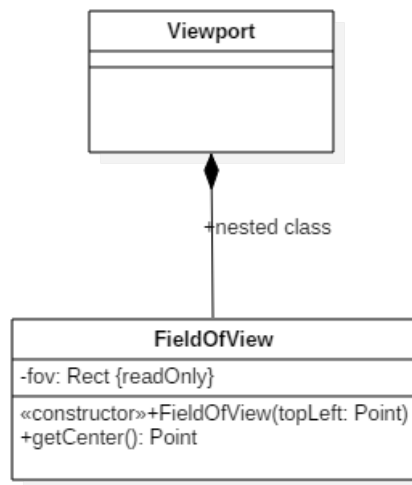 Viewport
+nested class
FieldOfView
-fov: Rect {readOnly}
«constructor»+FieldOfView(topLeft: Point)
+getCenter(): Point